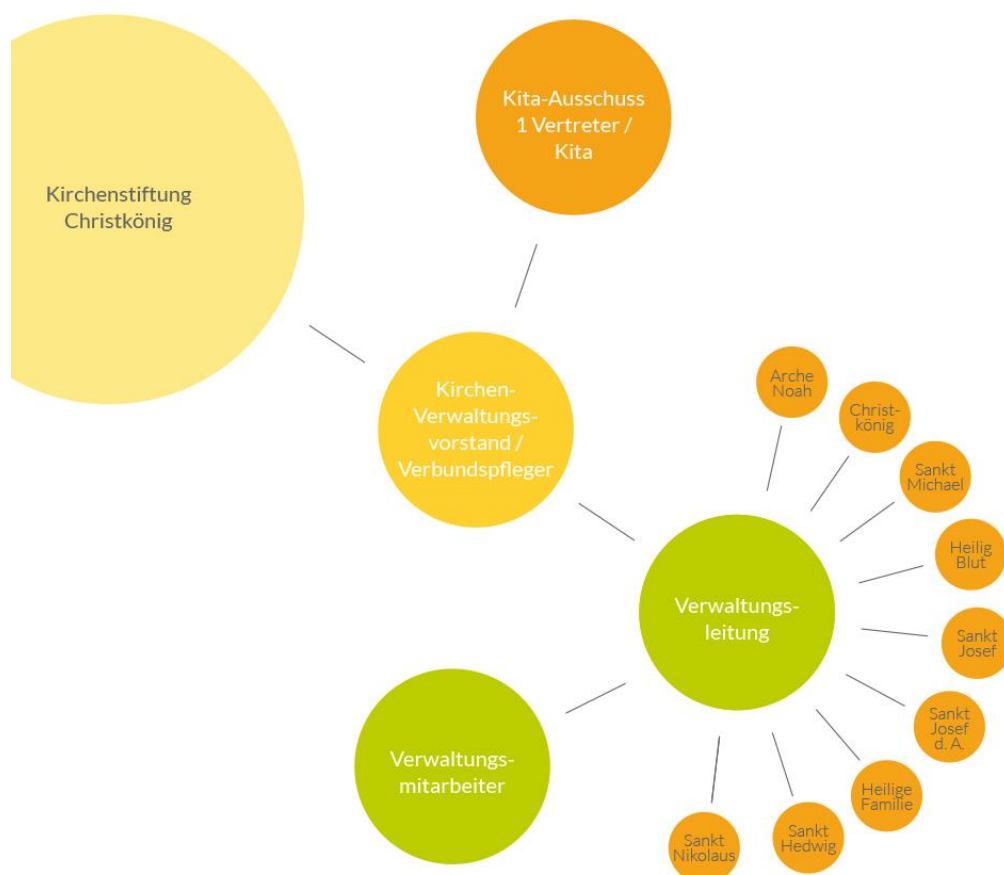 Kita-Ausschuss
1 Vertreter /
Kita
Kirchenstiftung
Christkönig
Kirchen-
Verwaltungs-
vorstand /
Verbundspfleger
Arche
Noah
Christ-
könig
Sankt
Michael
Heilig
Blut
Verwaltungs-
leitung
Sankt
Josef
Sankt
Josef
d. A.
Verwaltungs-
mitarbeiter
Heilige
Familie
Sankt
Hedwig
Sankt
Nikolaus